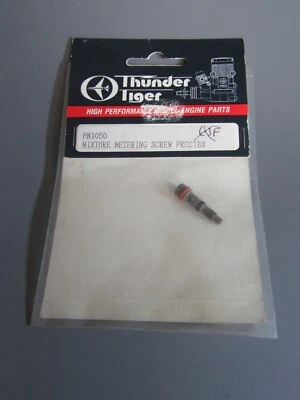 Thunder
Tiger
HIGH PERFORMANCE MODEL ENGINE PARTS
PN1050
MIXTURE METERING SCREW PRO21BX